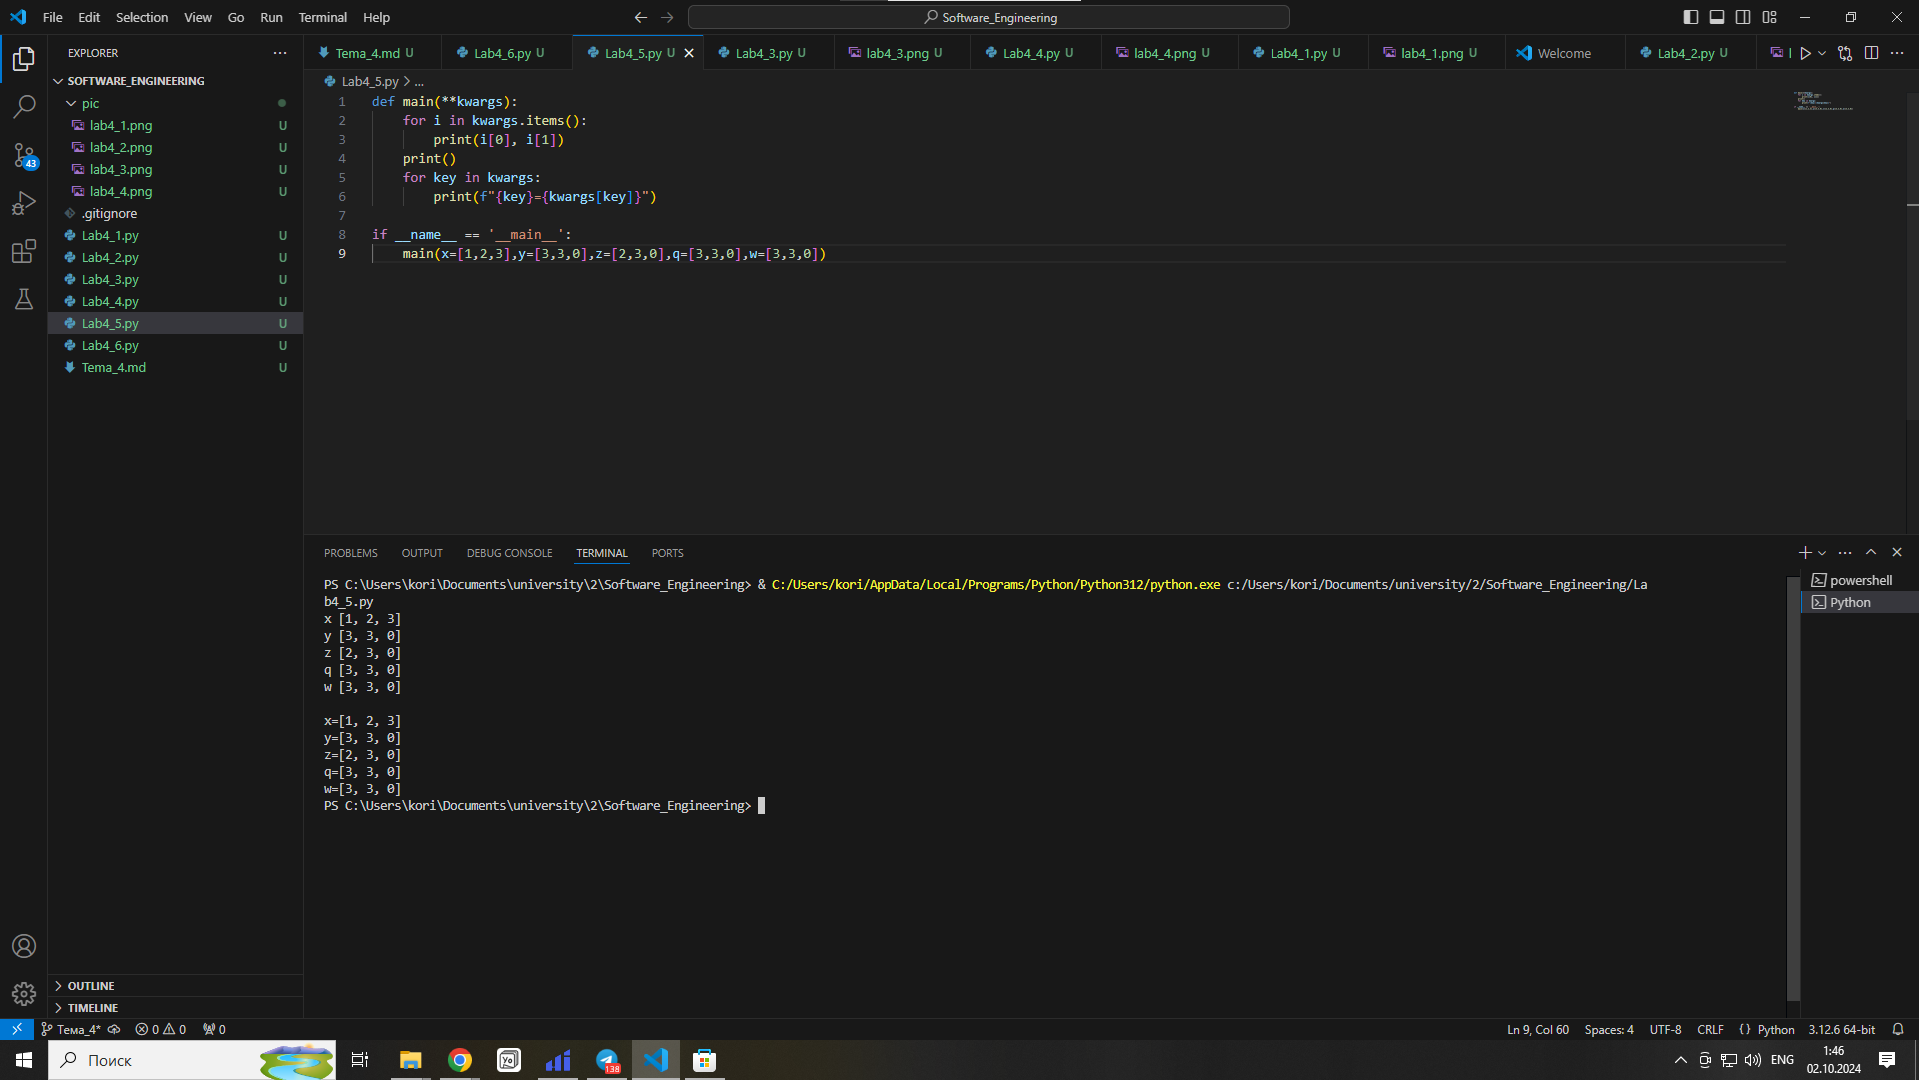 File Edit Selection View Go Run Terminal Help
Software_Engineering
EXPLORER
SOFTWARE_ENGINEERING
pic
lab4_1.png U
lab4_2.png U
lab4_3.png U
lab4_4.png U
.gitignore
Lab4_1.py U
Lab4_2.py U
Lab4_3.py U
Lab4_4.py U
Lab4_5.py U
Lab4_6.py U
Tema_4.md U
43
OUTLINE
TIMELINE
Tema_4.md U Lab4_6.py U Lab4_5.py U Lab4_3.py U lab4_3.png U Lab4_4.py U lab4_4.png U Lab4_1.py U lab4_1.png U Welcome Lab4_2.py U
Lab4_5.py > ...
1 def main(**kwargs):
2 for i in kwargs.items():
3 print(i[0], i[1])
4 print()
5 for key in kwargs:
6 print(f"{key}={kwargs[key]}")
7
8 if __name__ == '__main__':
9 main(x=[1,2,3],y=[3,3,0],z=[2,3,0],q=[3,3,0],w=[3,3,0])
PROBLEMS OUTPUT DEBUG CONSOLE TERMINAL PORTS
PS C:\Users\kori\Documents\university\2\Software_Engineering> & C:/Users/kori/AppData/Local/Programs/Python/Python312/python.exe c:/Users/kori/Documents/university/2/Software_Engineering/La
b4_5.py
x [1, 2, 3]
y [3, 3, 0]
z [2, 3, 0]
q [3, 3, 0]
w [3, 3, 0]
x=[1, 2, 3]
y=[3, 3, 0]
z=[2, 3, 0]
q=[3, 3, 0]
w=[3, 3, 0]
PS C:\Users\kori\Documents\university\2\Software_Engineering>
powershell
Python
Тема_4* 0 0 0
Ln 9, Col 60 Spaces: 4 UTF-8 CRLF {} Python 3.12.6 64-bit
Поиск
Yo
138
ENG
1:46
02.10.2024